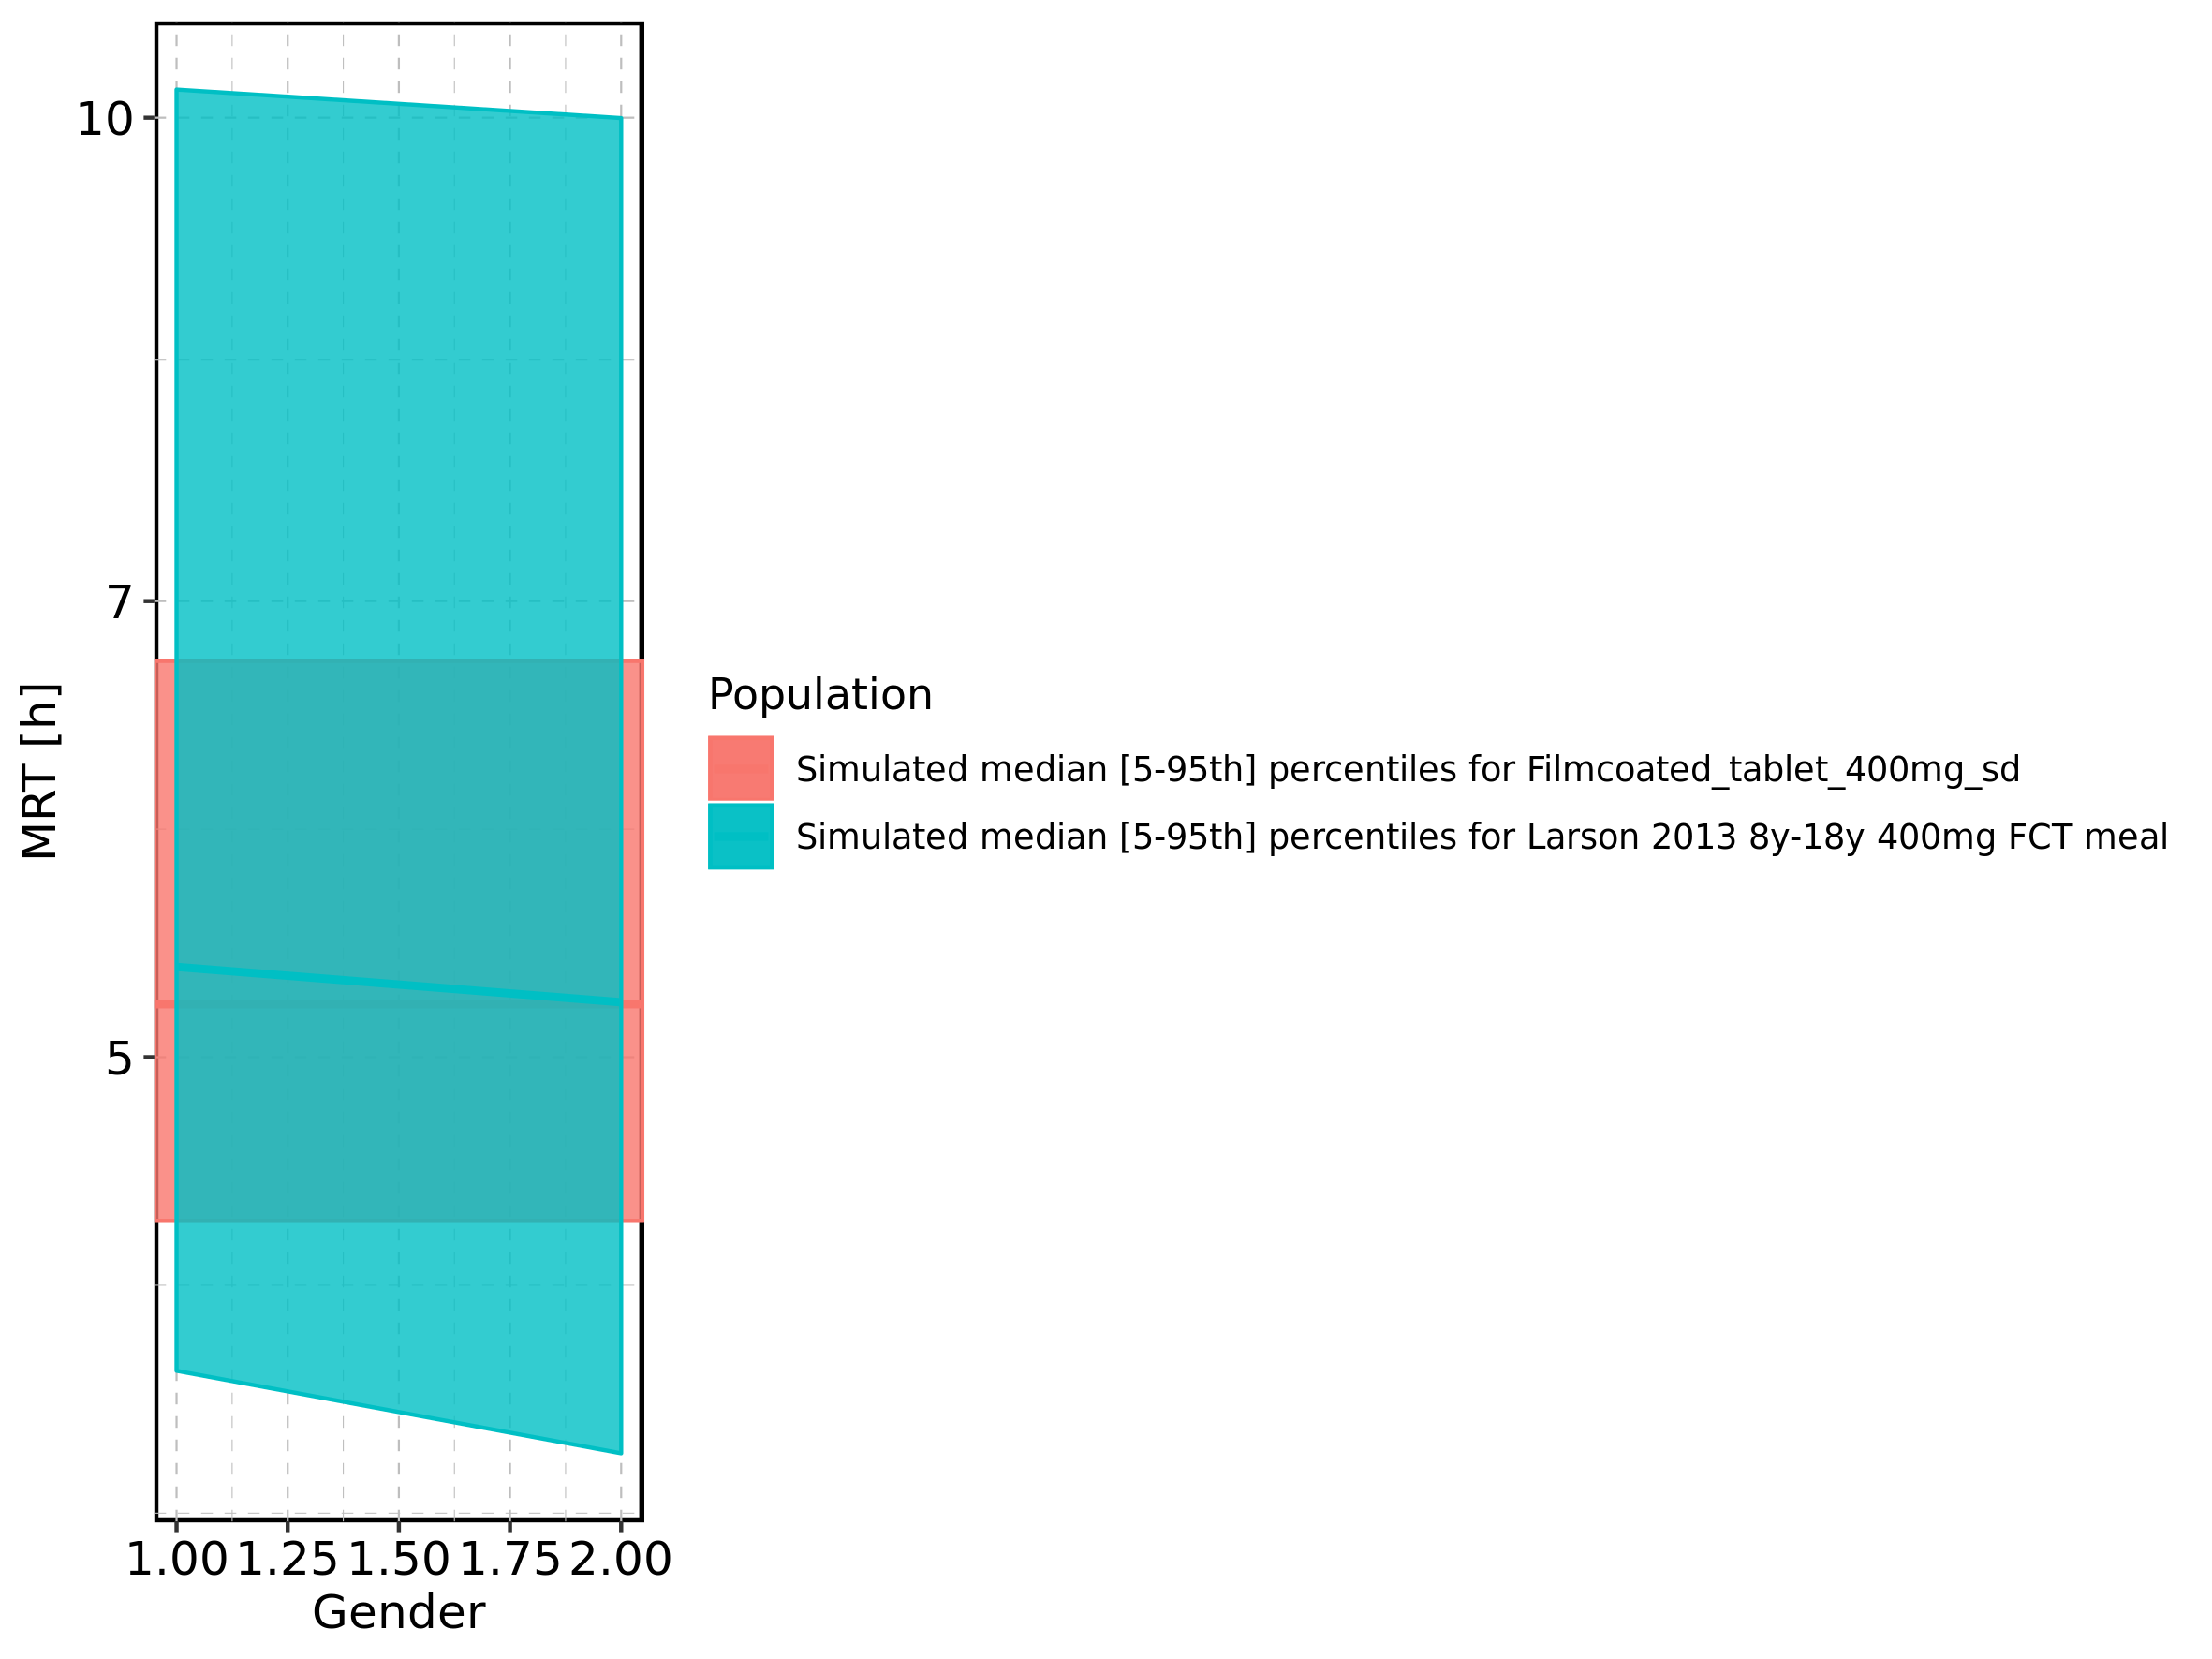 10
7
5
MRT [h]
1.00 1.25 1.50 1.75 2.00
Gender
Population
Simulated median [5-95th] percentiles for Filmcoated_tablet_400mg_sd
Simulated median [5-95th] percentiles for Larson 2013 8y-18y 400mg FCT meal